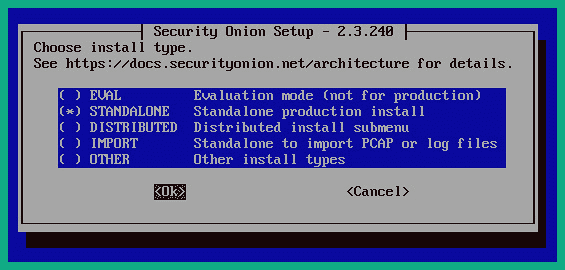 Security Onion Setup - 2.3.240
Choose install type.
See https://docs.securityonion.net/architecture for details.
( ) EVAL Evaluation mode (not for production)
(*) STANDALONE Standalone production install
( ) DISTRIBUTED Distributed install submenu
( ) IMPORT Standalone to import PCAP or log files
( ) OTHER Other install types
<Ok> <Cancel>